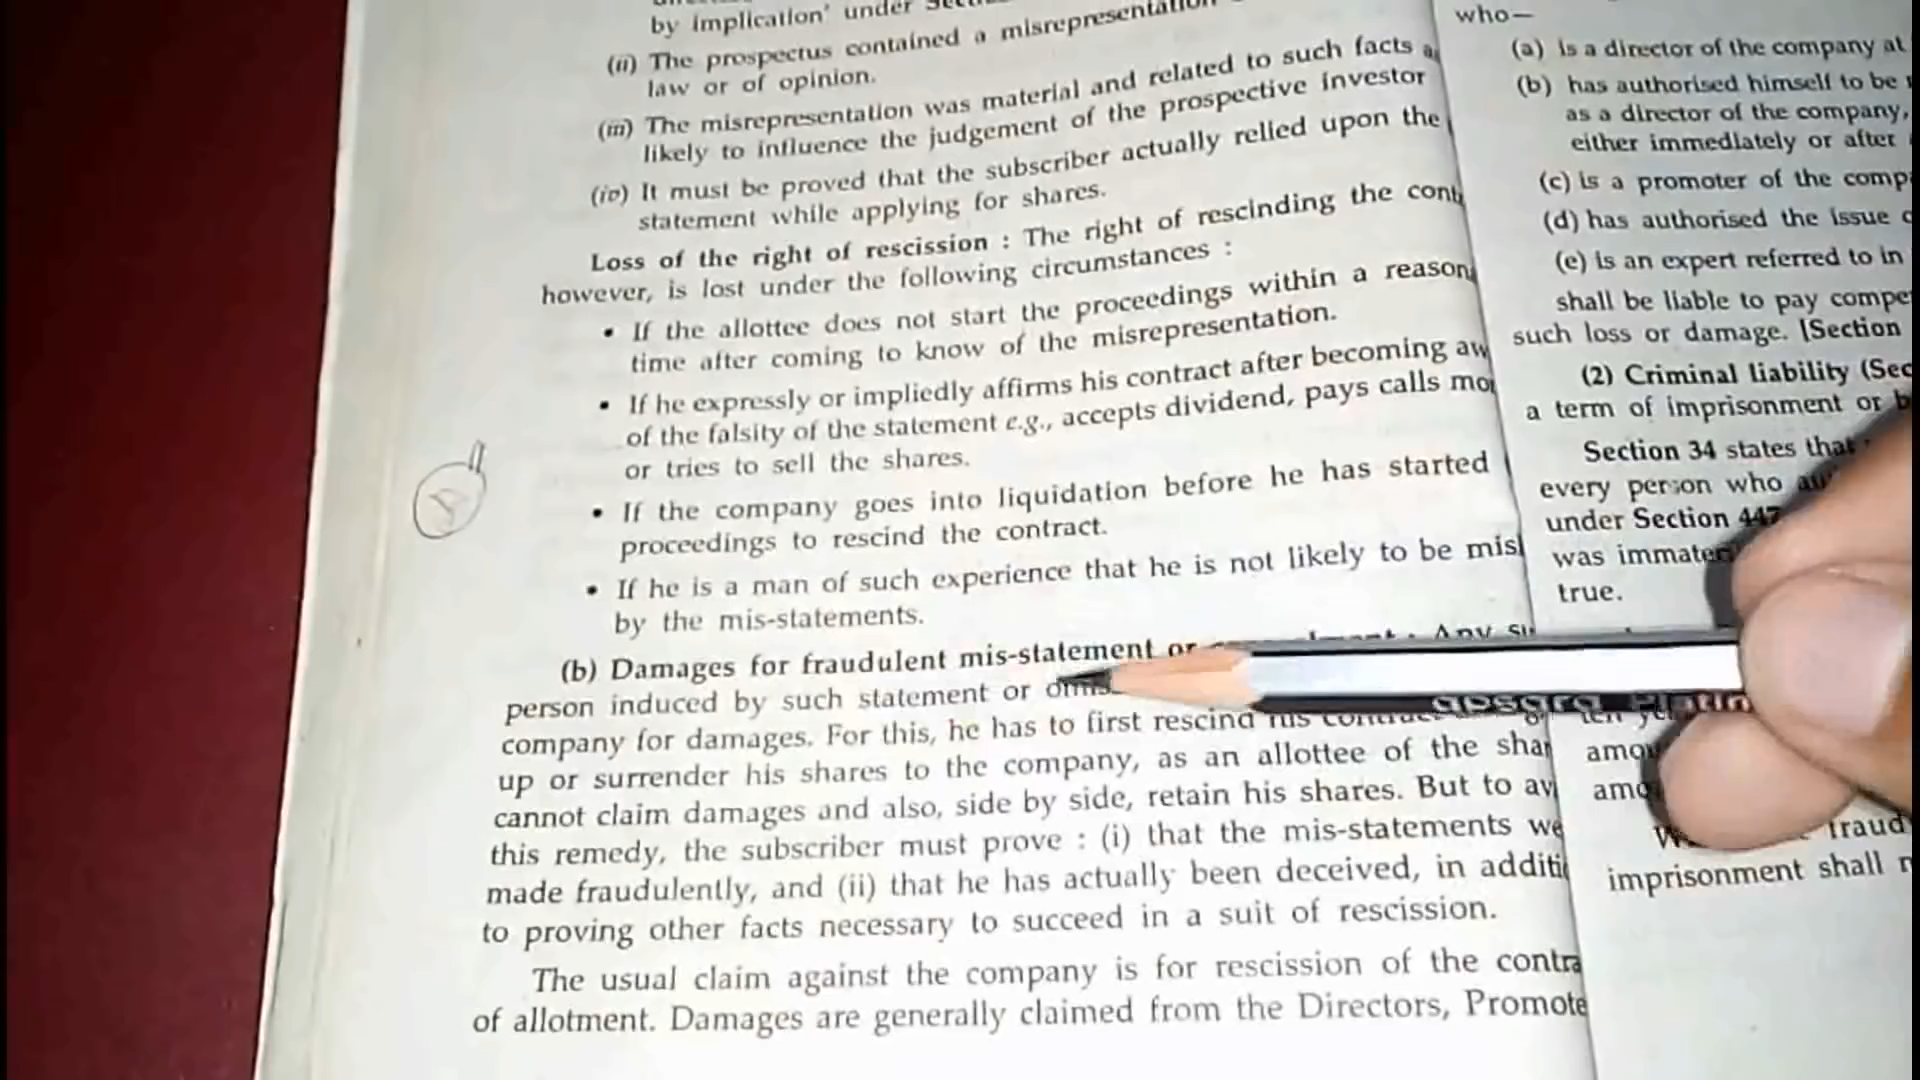 by implication' under
(ii) The prospectus contained a misrepresentation
law or of opinion.
(iii) The misrepresentation was material and related to such facts
likely to influence the judgement of the prospective investor
(iv) It must be proved that the subscriber actually relied upon the
statement while applying for shares.
Loss of the right of rescission : The right of rescinding the
however, is lost under the following circumstances :
• If the allottee does not start the proceedings within a
time after coming to know of the misrepresentation.
• If he expressly or impliedly affirms his contract after becoming
of the falsity of the statement e.g., accepts dividend, pays calls
or tries to sell the shares.
• If the company goes into liquidation before he has started
proceedings to rescind the contract.
• If he is a man of such experience that he is not likely to be
by the mis-statements.
(b) Damages for fraudulent mis-statement or
person induced by such statement or
company for damages. For this, he has to first rescind his
up or surrender his shares to the company, as an allottee of the
cannot claim damages and also, side by side, retain his shares. But to
this remedy, the subscriber must prove : (i) that the mis-statements
made fraudulently, and (ii) that he has actually been deceived, in
to proving other facts necessary to succeed in a suit of rescission.
The usual claim against the company is for rescission of the
of allotment. Damages are generally claimed from the Directors,
who—
(a) is a director of the company at
(b) has authorised himself to be
as a director of the company,
either immediately or after
(c) is a promoter of the
(d) has authorised the issue
(e) is an expert referred to in
shall be liable to pay
such loss or damage. [Section
(2) Criminal liability
a term of imprisonment or
Section 34 states that
every person who
under Section 447
was
true.
fraud
imprisonment shall
apsara